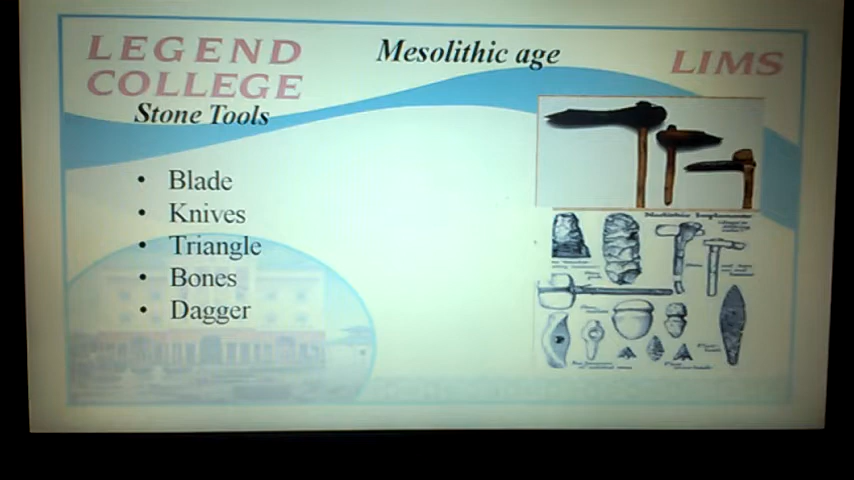 LEGEND
COLLEGE
Mesolithic age
LIMS
Stone Tools
• Blade
• Knives
• Triangle
• Bones
• Dagger